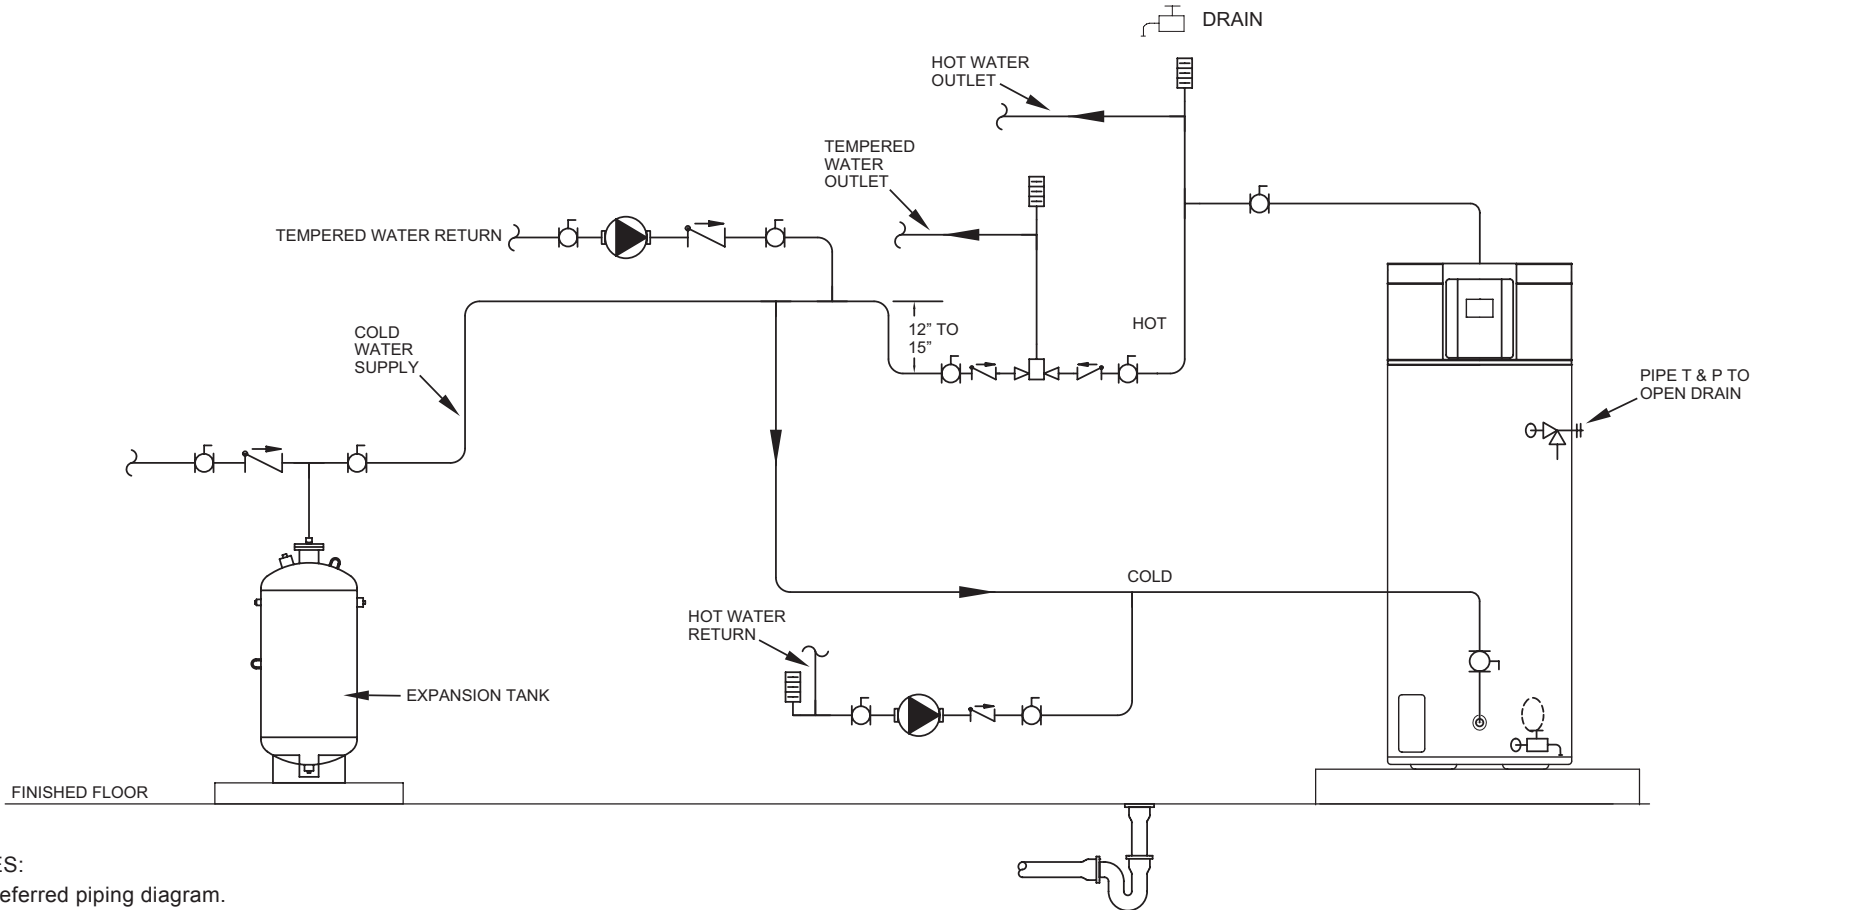 DRAIN
HOT WATER
OUTLET
TEMPERED
WATER
OUTLET
TEMPERED WATER RETURN
12” TO
15”
HOT
COLD
WATER
SUPPLY
PIPE T & P TO
OPEN DRAIN
COLD
HOT WATER
RETURN
EXPANSION TANK
FINISHED FLOOR
ES:
eferred piping diagram.